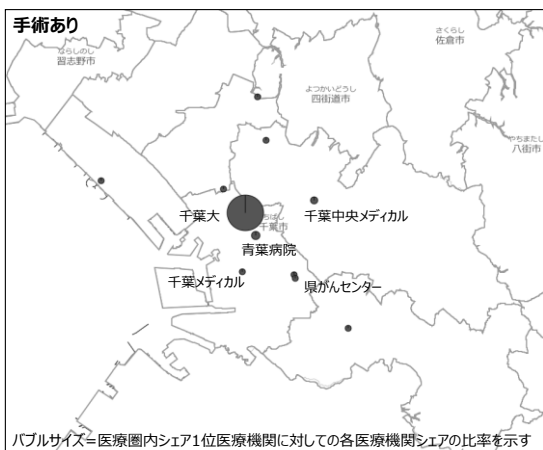 手術あり
さくらし
佐倉市
ならしのし
習志野市
よつかいどうし
四街道市
やちまたし
八街市
千葉大
ちばし
千葉市
千葉中央メディカル
青葉病院
千葉メディカル
県がんセンター
バブルサイズ=医療圏内シェア1位医療機関に対しての各医療機関シェアの比率を示す